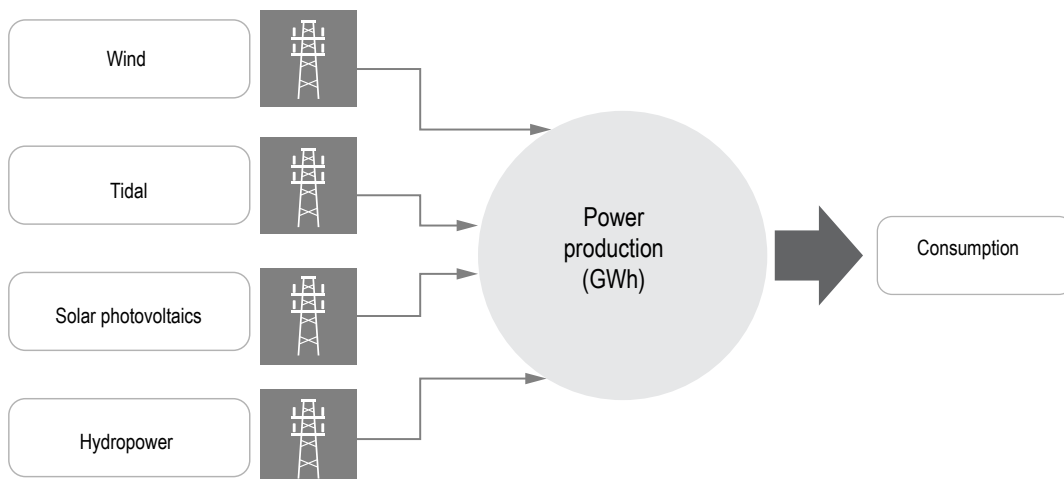 Wind
Tidal
Solar photovoltaics
Hydropower
Power
production
(GWh)
Consumption